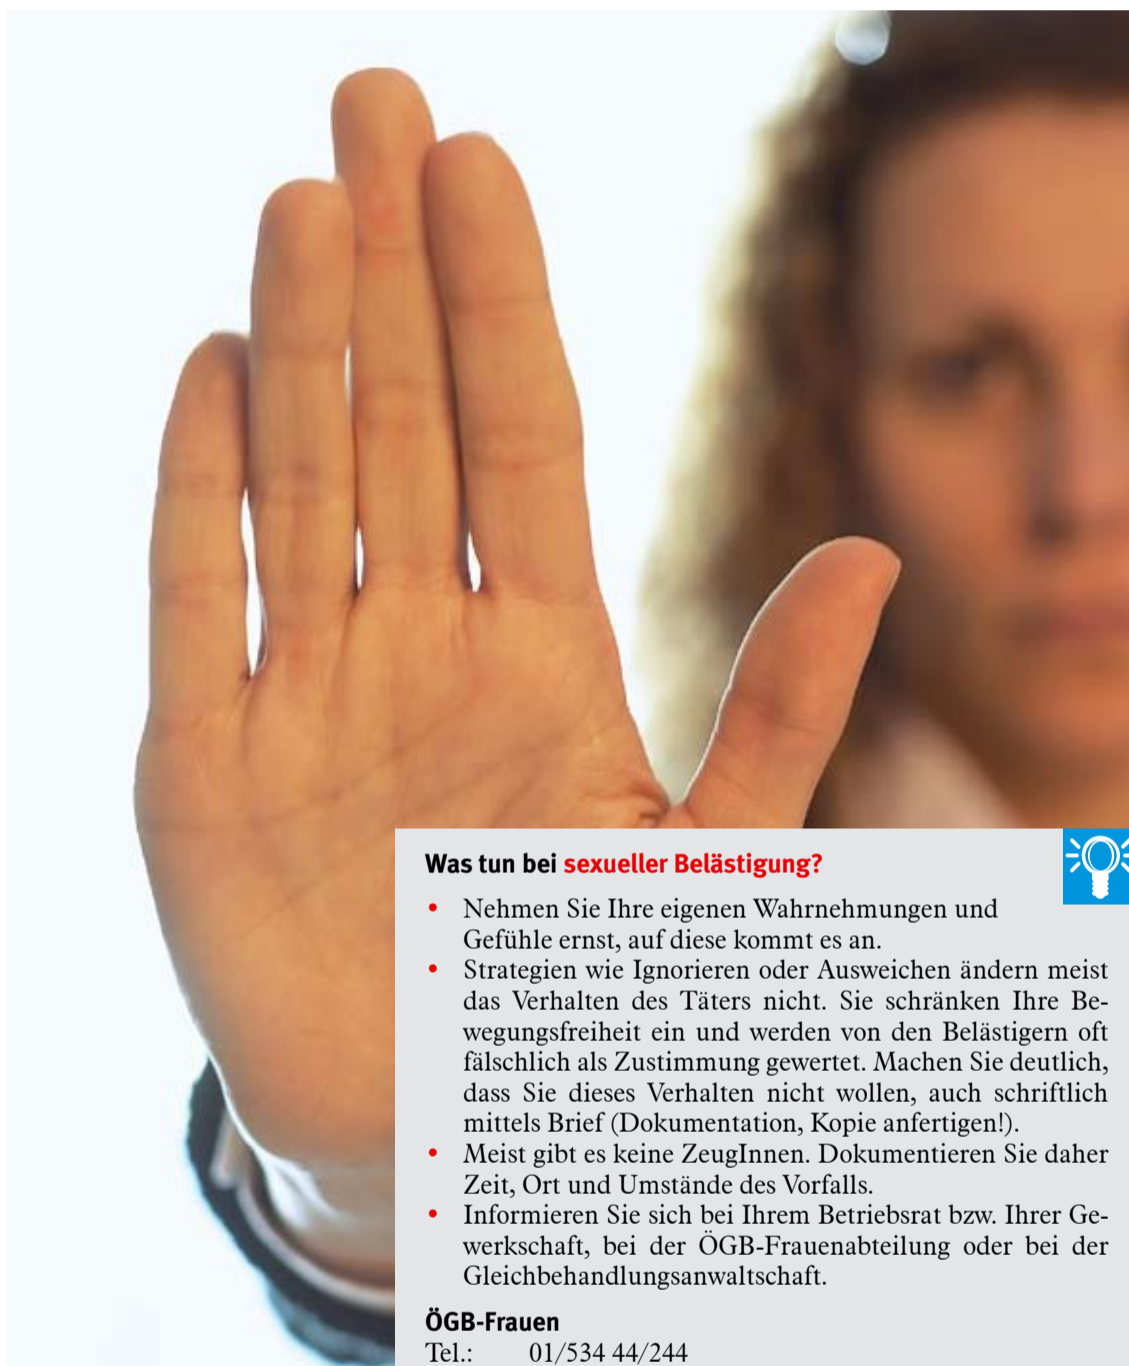 Was tun bei sexueller Belästigung?
• Nehmen Sie Ihre eigenen Wahrnehmungen und
Gefühle ernst, auf diese kommt es an.
• Strategien wie Ignorieren oder Ausweichen ändern meist
das Verhalten des Täters nicht. Sie schränken Ihre Be-
wegungsfreiheit ein und werden von den Belästigern oft
fälschlich als Zustimmung gewertet. Machen Sie deutlich,
dass Sie dieses Verhalten nicht wollen, auch schriftlich
mittels Brief (Dokumentation, Kopie anfertigen!).
• Meist gibt es keine ZeugInnen. Dokumentieren Sie daher
Zeit, Ort und Umstände des Vorfalls.
• Informieren Sie sich bei Ihrem Betriebsrat bzw. Ihrer Ge-
werkschaft, bei der ÖGB-Frauenabteilung oder bei der
Gleichbehandlungsanwaltschaft.
ÖGB-Frauen
Tel.: 01/534 44/244